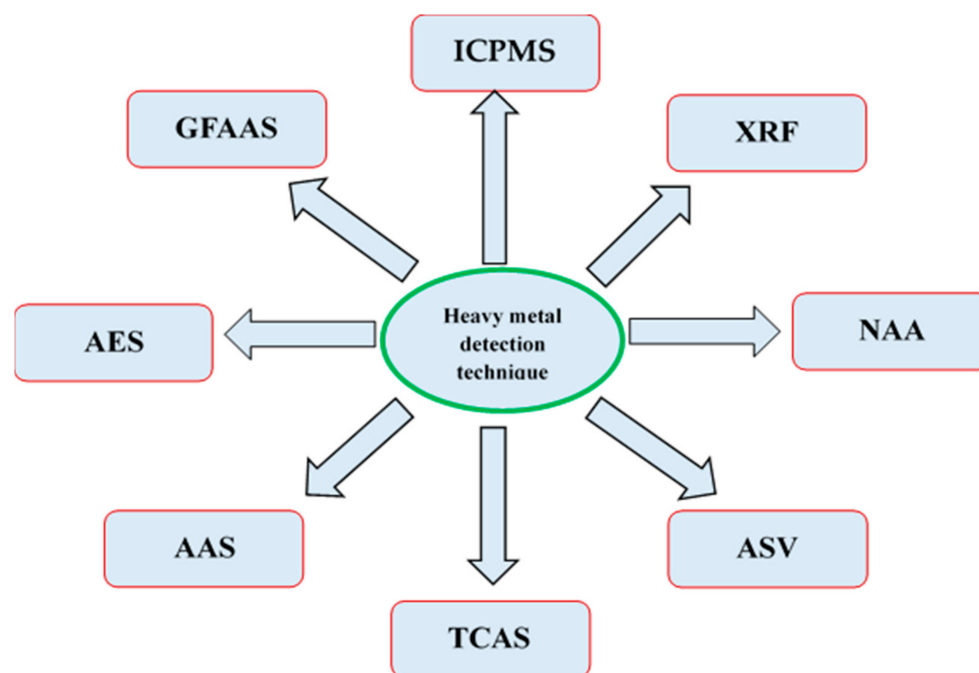 ICPMS
GFAAS
XRF
Heavy metal
detection
technique
AES
NAA
AAS
ASV
TCAS